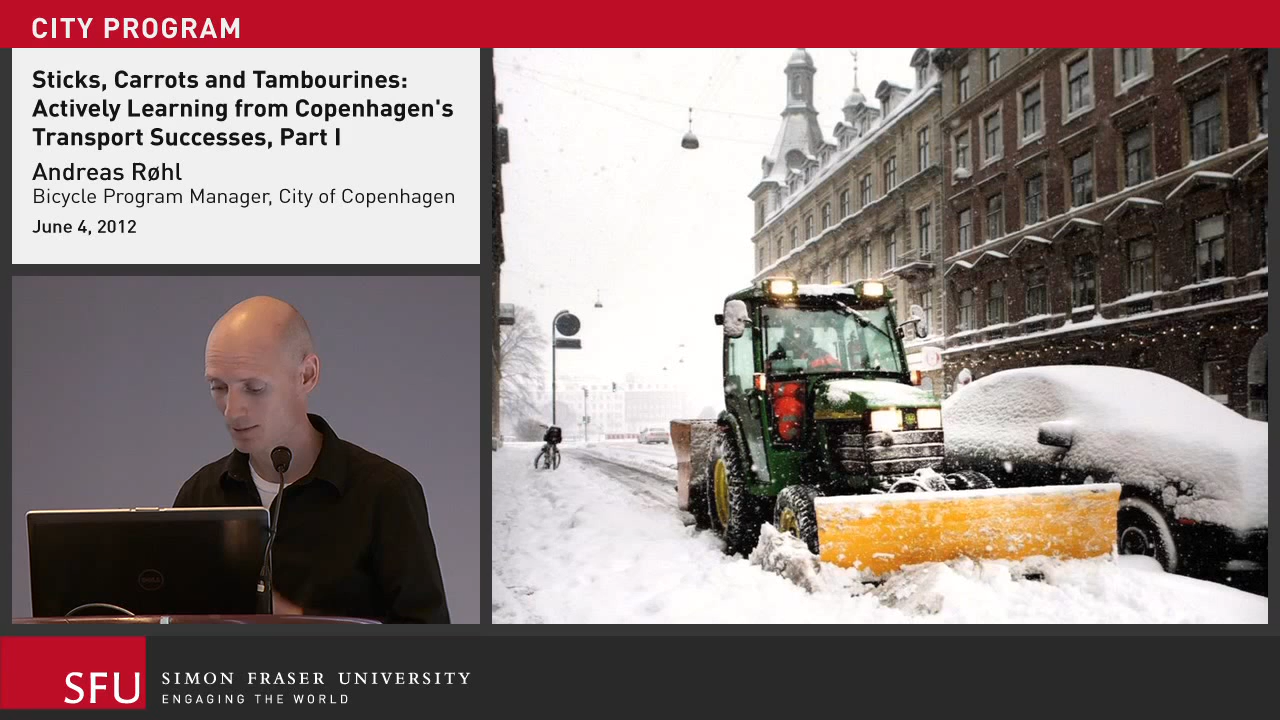 CITY PROGRAM
Sticks, Carrots and Tambourines:
Actively Learning from Copenhagen's
Transport Successes, Part I
Andreas Røhl
Bicycle Program Manager, City of Copenhagen
June 4, 2012
DELL
SFU
SIMON FRASER UNIVERSITY
ENGAGING THE WORLD